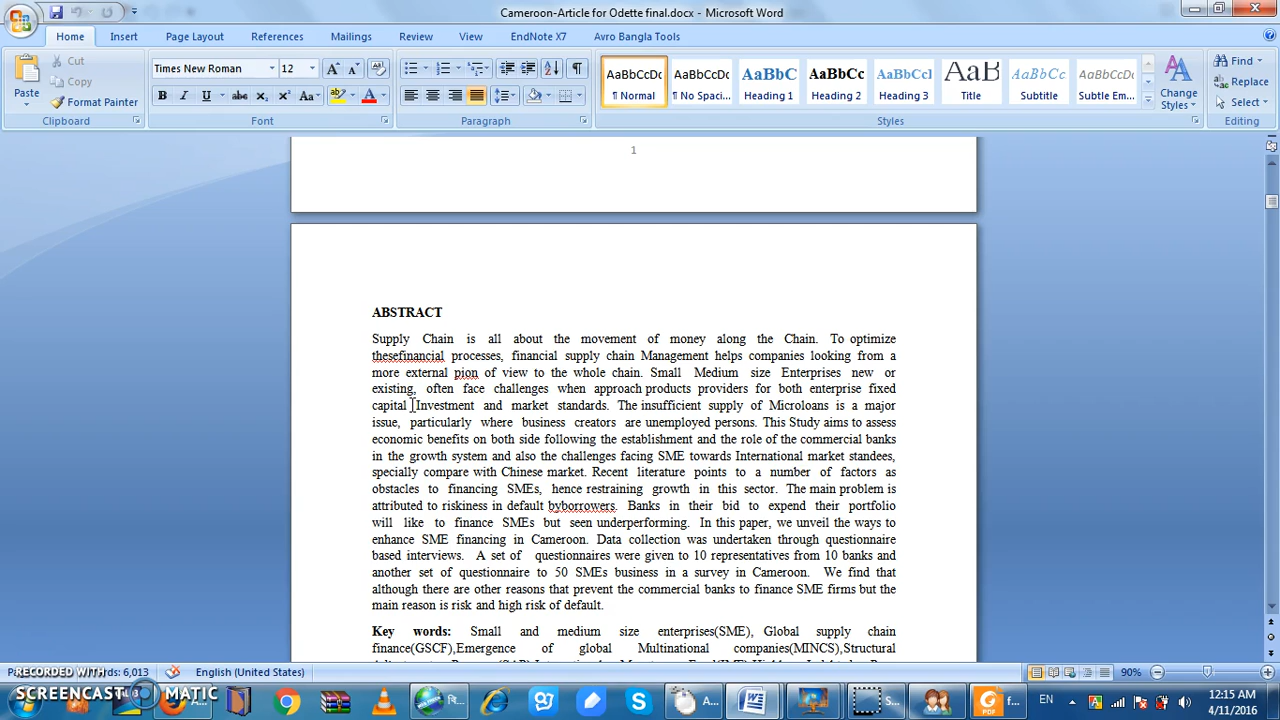 Cameroon-Article for Odette final.docx - Microsoft Word
Home Insert Page Layout References Mailings Review View EndNote X7 Avro Bangla Tools
Paste
Cut
Copy
Format Painter
Clipboard
Times New Roman 12
Font
Paragraph
AaBbCcDc AaBbCcDc AaBbC AaBbCc AaBbCcI AaB AaBbCcL AaBbCcDc
¶ Normal ¶ No Spaci... Heading 1 Heading 2 Heading 3 Title Subtitle Subtle Em...
Change Styles
Styles
Find
Replace
Select
Editing
1
ABSTRACT
Supply Chain is all about the movement of money along the Chain. To optimize
thesefinancial processes, financial supply chain Management helps companies looking from a
more external pion of view to the whole chain. Small Medium size Enterprises new or
existing, often face challenges when approach products providers for both enterprise fixed
capital Investment and market standards. The insufficient supply of Microloans is a major
issue, particularly where business creators are unemployed persons. This Study aims to assess
economic benefits on both side following the establishment and the role of the commercial banks
in the growth system and also the challenges facing SME towards International market standees,
specially compare with Chinese market. Recent literature points to a number of factors as
obstacles to financing SMEs, hence restraining growth in this sector. The main problem is
attributed to riskiness in default byborrowers. Banks in their bid to expend their portfolio
will like to finance SMEs but seen underperforming. In this paper, we unveil the ways to
enhance SME financing in Cameroon. Data collection was undertaken through questionnaire
based interviews. A set of questionnaires were given to 10 representatives from 10 banks and
another set of questionnaire to 50 SMEs business in a survey in Cameroon. We find that
although there are other reasons that prevent the commercial banks to finance SME firms but the
main reason is risk and high risk of default.
Key words: Small and medium size enterprises(SME), Global supply chain
finance(GSCF),Emergence of global Multinational companies(MINCS),Structural
RECORDED WITH
SCREENCAST MATIC
6,013
English (United States)
90%
EN
12:15 AM
4/11/2016